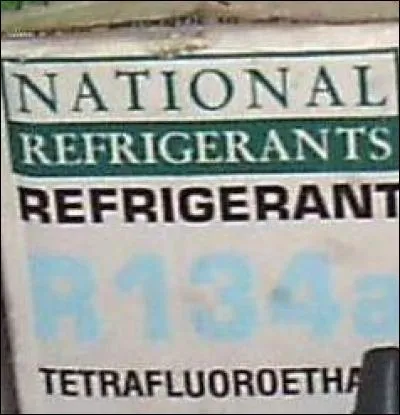 NATIONAL
REFRIGERANTS
REFRIGERANT
R134a
TETRAFLUOROETHA